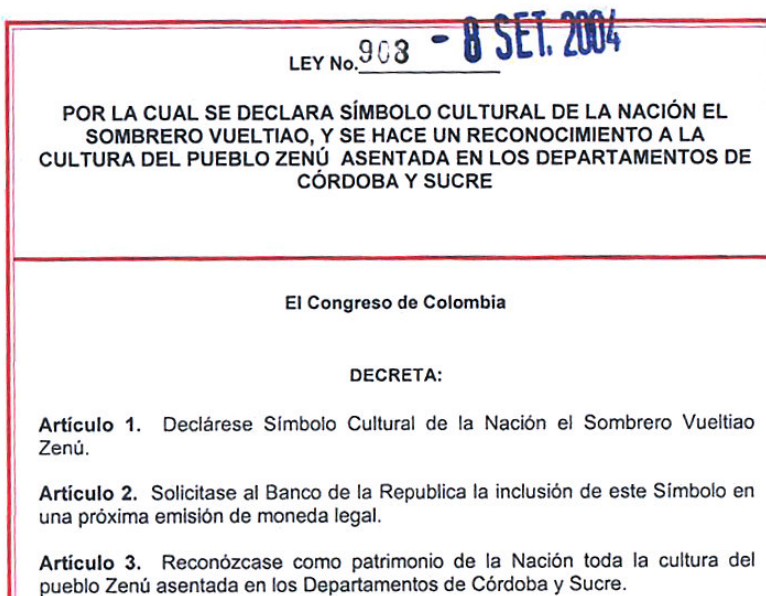 LEY No. 908 - 8 SET. 2004
POR LA CUAL SE DECLARA SÍMBOLO CULTURAL DE LA NACIÓN EL
SOMBRERO VUELTIAO, Y SE HACE UN RECONOCIMIENTO A LA
CULTURA DEL PUEBLO ZENÚ ASENTADA EN LOS DEPARTAMENTOS DE
CÓRDOBA Y SUCRE
El Congreso de Colombia
DECRETA:
Artículo 1. Declárese Símbolo Cultural de la Nación el Sombrero Vueltiao
Zenú.
Artículo 2. Solicitase al Banco de la Republica la inclusión de este Símbolo en
una próxima emisión de moneda legal.
Artículo 3. Reconózcase como patrimonio de la Nación toda la cultura del
pueblo Zenú asentada en los Departamentos de Córdoba y Sucre.